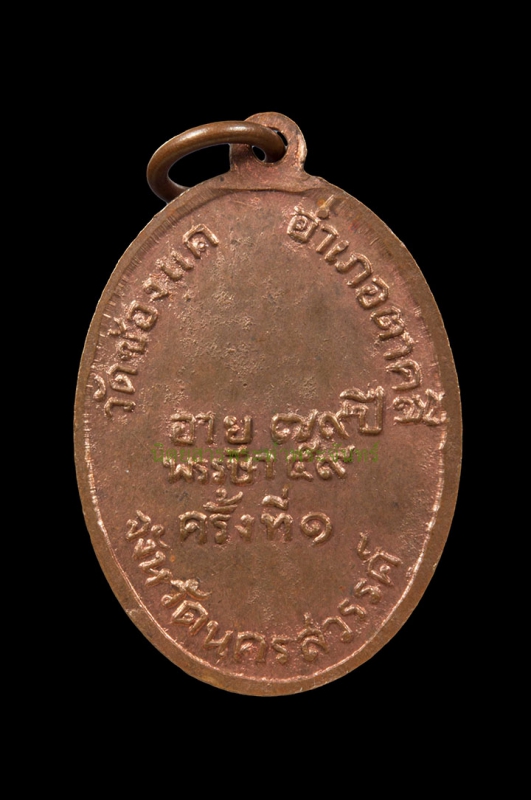 วัดช่องแค
อำเภอตาคลี
อายุ ๗๙ ปี
พรรษา ๕๙
ครั้งที่ ๑
จังหวัดนครสวรรค์